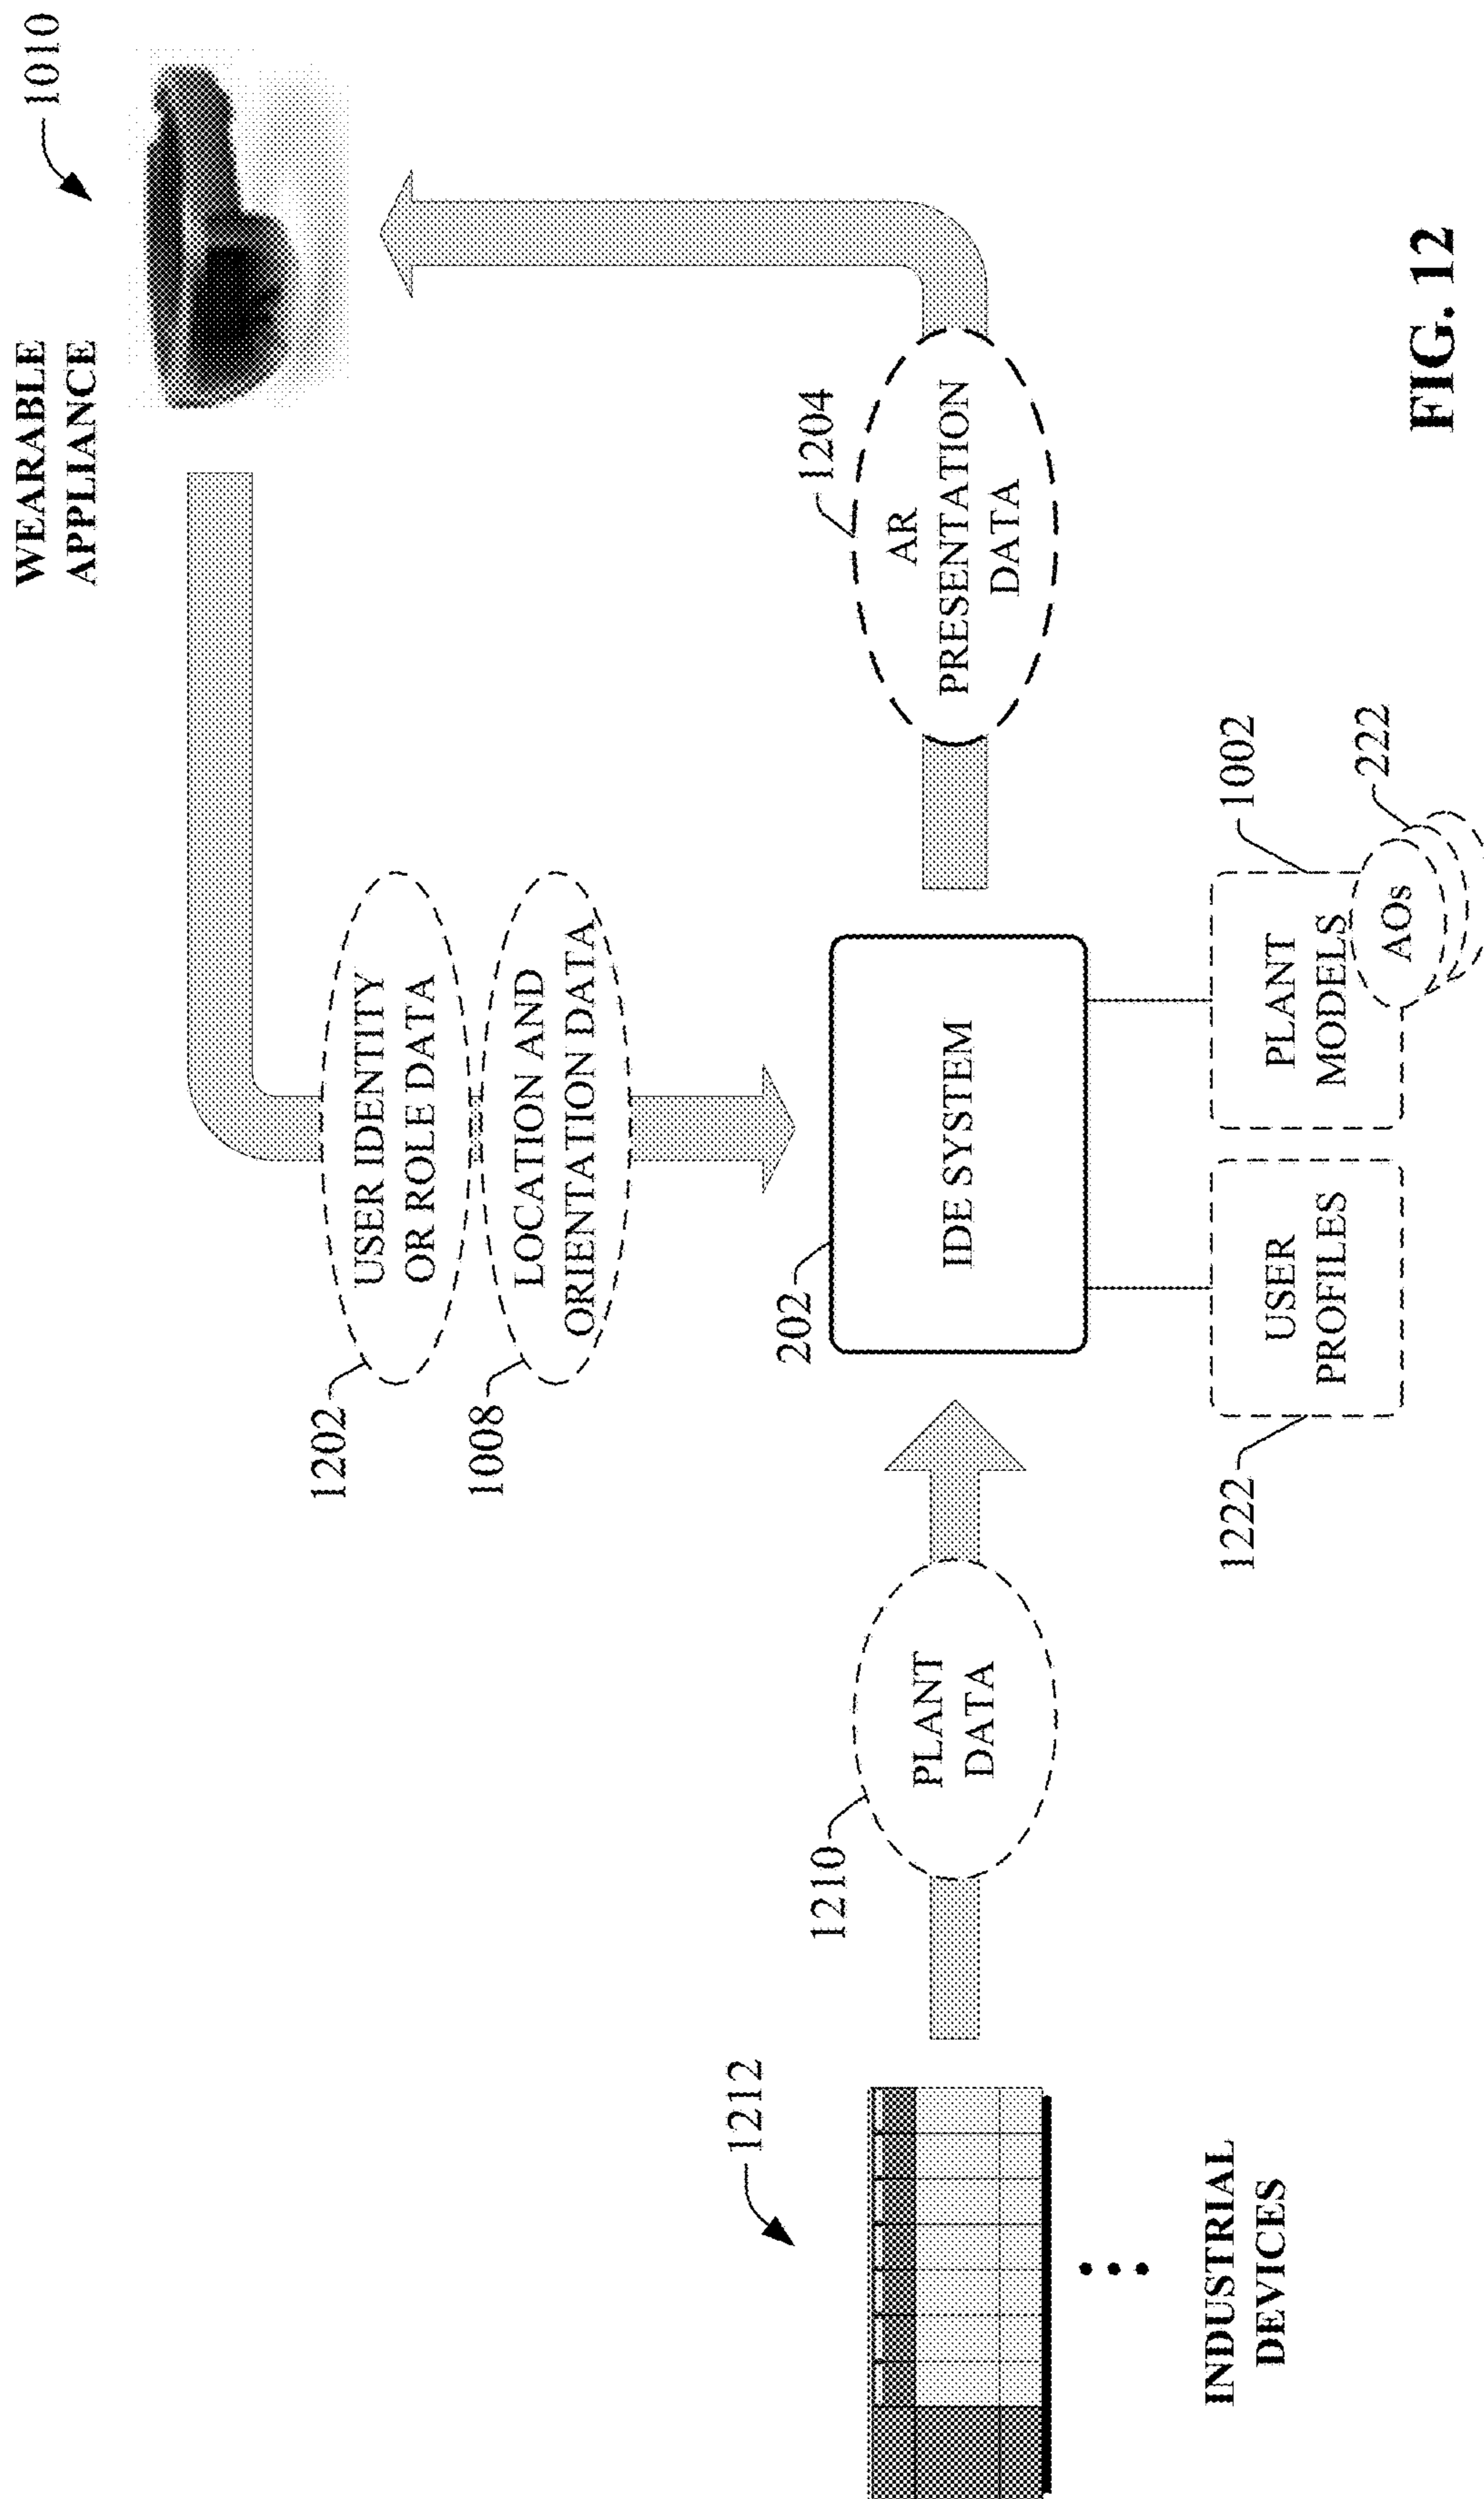 WEARABLE
APPLIANCE
1010
1202
USER IDENTITY
OR ROLE DATA
1008
LOCATION AND
ORIENTATION DATA
1212
INDUSTRIAL
DEVICES
1210
PLANT
DATA
202
IDE SYSTEM
1204
AR
PRESENTATION
DATA
1222
USER
PROFILES
PLANT
MODELS
1002
AOs
222
FIG. 12